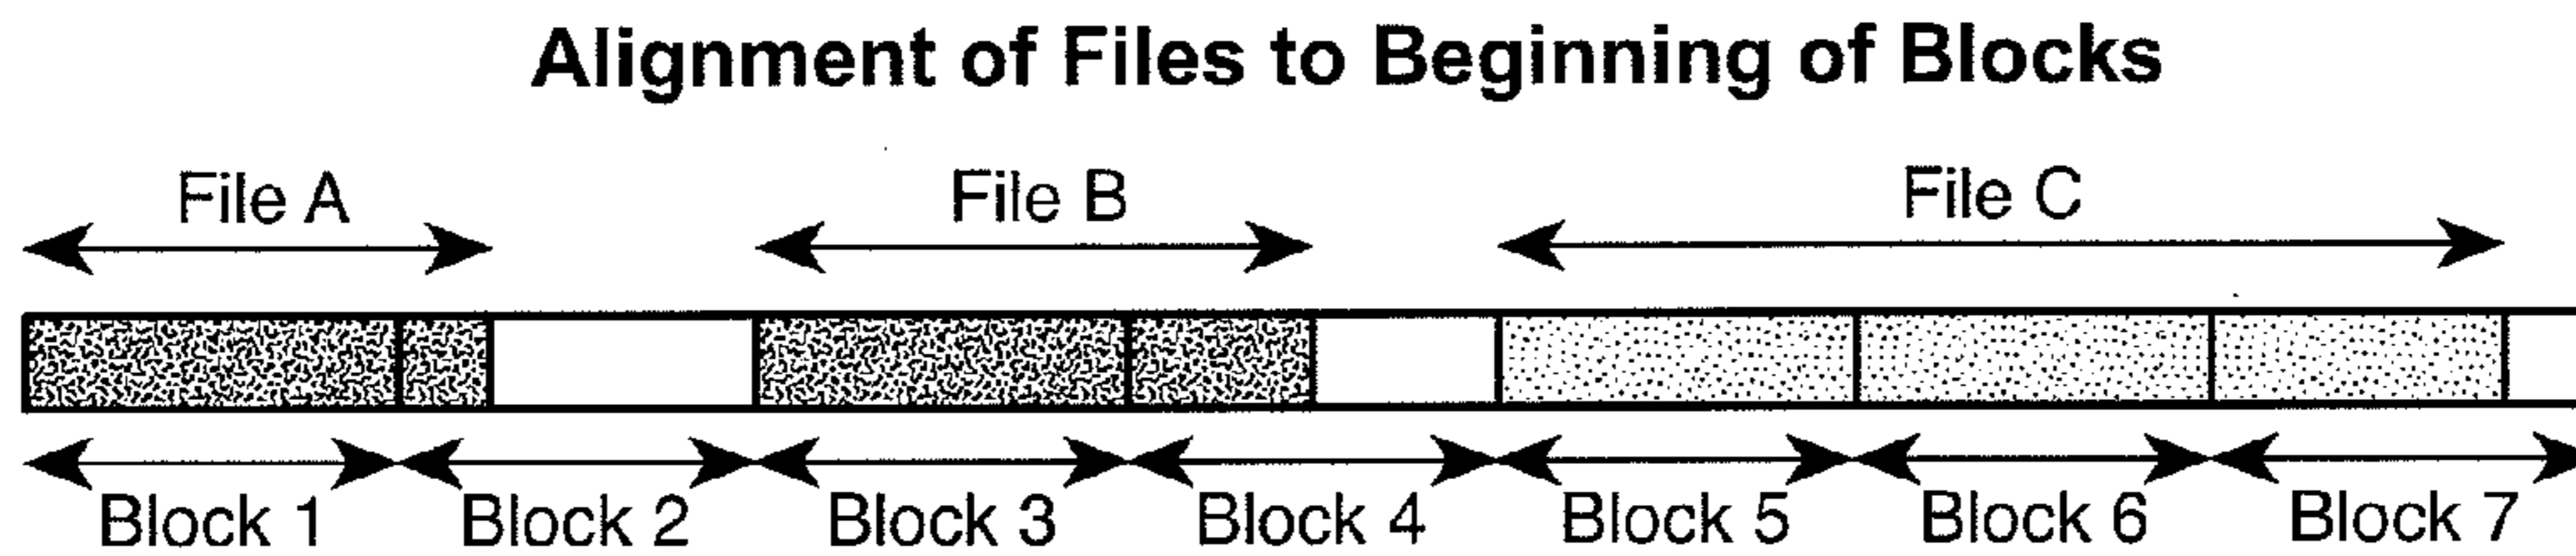 Alignment of Files to Beginning of Blocks
File A File B File C
Block 1 Block 2 Block 3 Block 4 Block 5 Block 6 Block 7